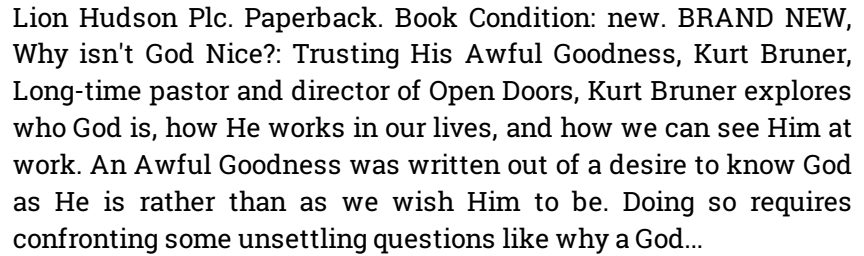 Lion Hudson Plc. Paperback. Book Condition: new. BRAND NEW,
Why isn't God Nice?: Trusting His Awful Goodness, Kurt Bruner,
Long-time pastor and director of Open Doors, Kurt Bruner explores
who God is, how He works in our lives, and how we can see Him at
work. An Awful Goodness was written out of a desire to know God
as He is rather than as we wish Him to be. Doing so requires
confronting some unsettling questions like why a God...